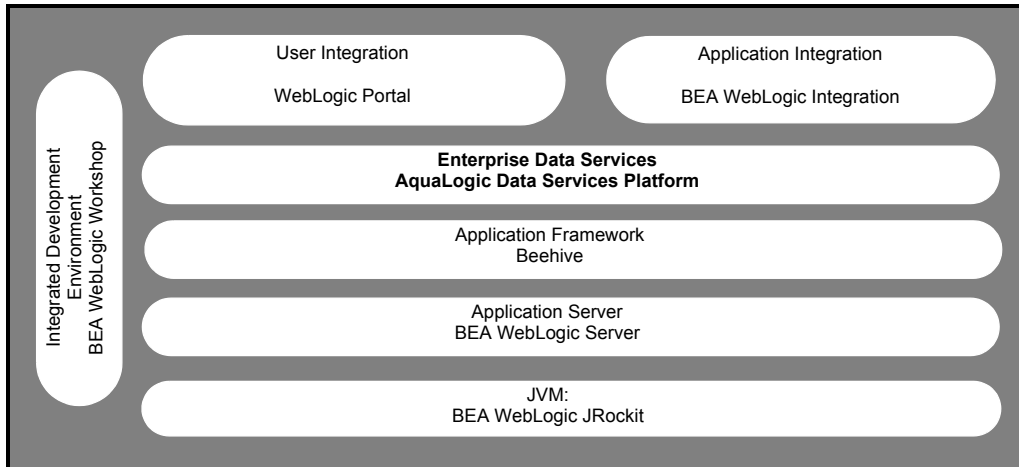 User Integration
WebLogic Portal
Application Integration
BEA WebLogic Integration
Integrated Development
Environment
BEA WebLogic Workshop
Enterprise Data Services
AquaLogic Data Services Platform
Application Framework
Beehive
Application Server
BEA WebLogic Server
JVM:
BEA WebLogic JRockit